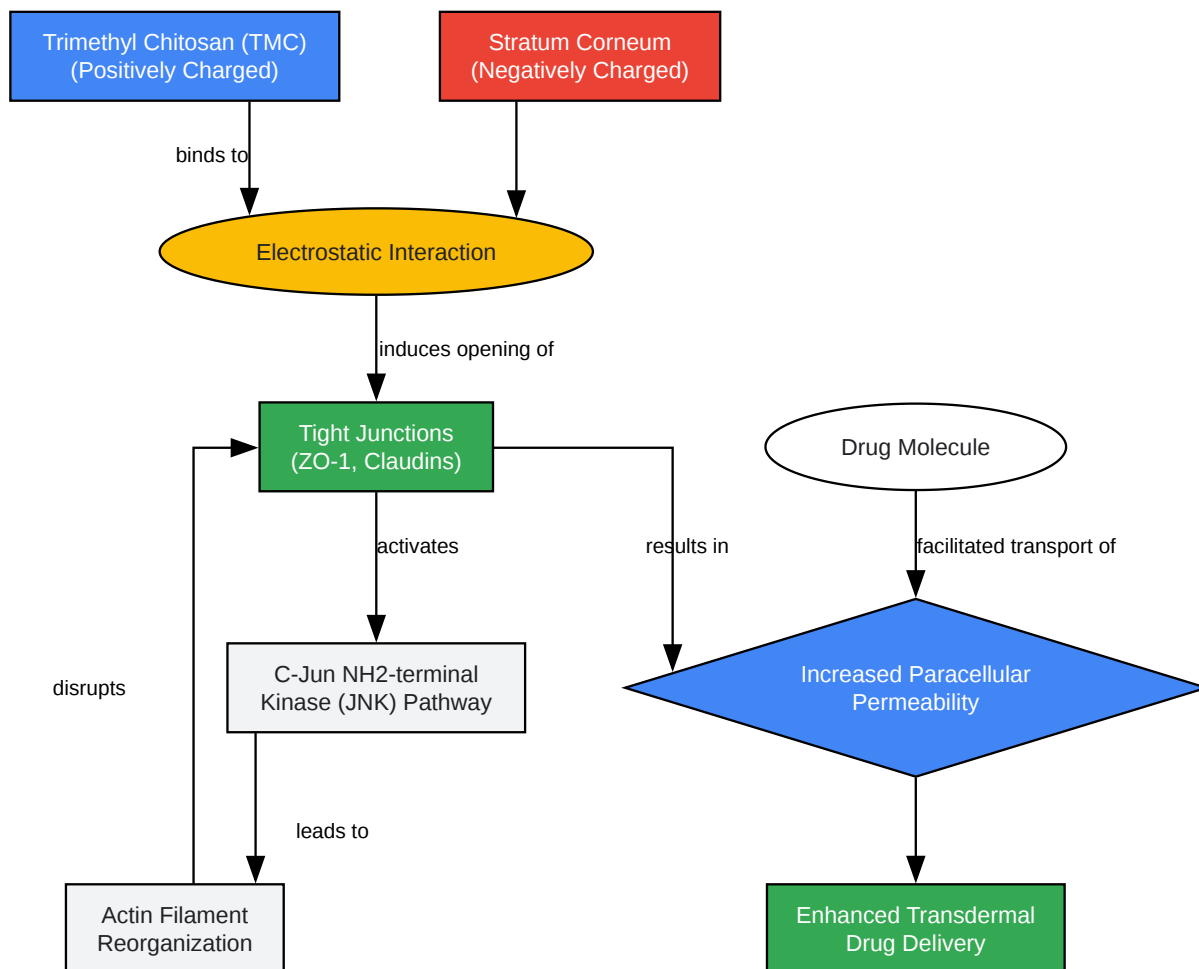 Trimethyl Chitosan (TMC)
(Positively Charged)
Stratum Corneum
(Negatively Charged)
binds to
Electrostatic Interaction
induces opening of
Tight Junctions
(ZO-1, Claudins)
Drug Molecule
activates
results in
facilitated transport of
C-Jun NH2-terminal
Kinase (JNK) Pathway
disrupts
Increased Paracellular
Permeability
leads to
Actin Filament
Reorganization
Enhanced Transdermal
Drug Delivery